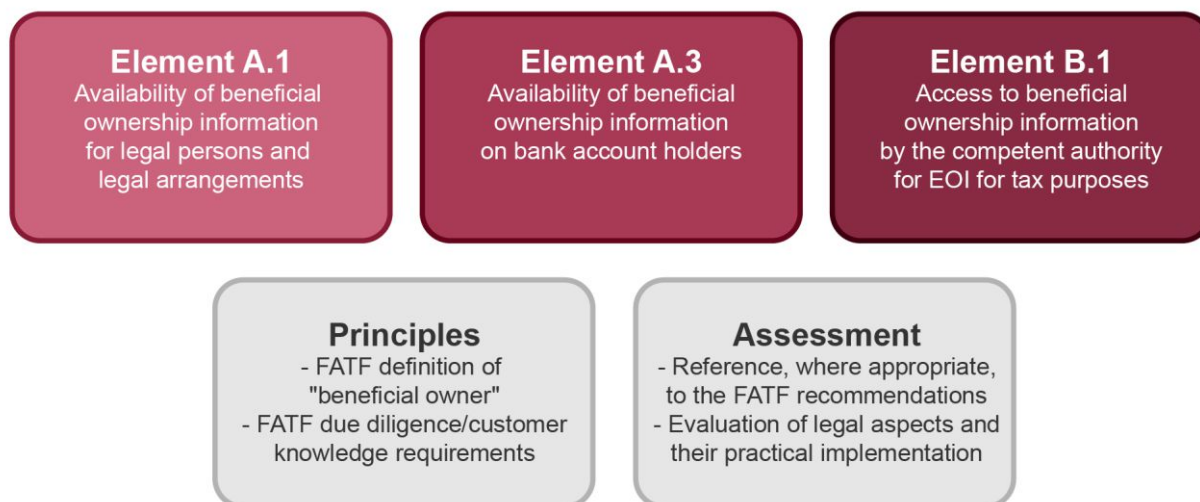 Element A.1
Availability of beneficial
ownership information
for legal persons and
legal arrangements
Element A.3
Availability of beneficial
ownership information
on bank account holders
Element B.1
Access to beneficial
ownership information
by the competent authority
for EOI for tax purposes
Principles
- FATF definition of
"beneficial owner"
- FATF due diligence/customer
knowledge requirements
Assessment
- Reference, where appropriate,
to the FATF recommendations
- Evaluation of legal aspects and
their practical implementation